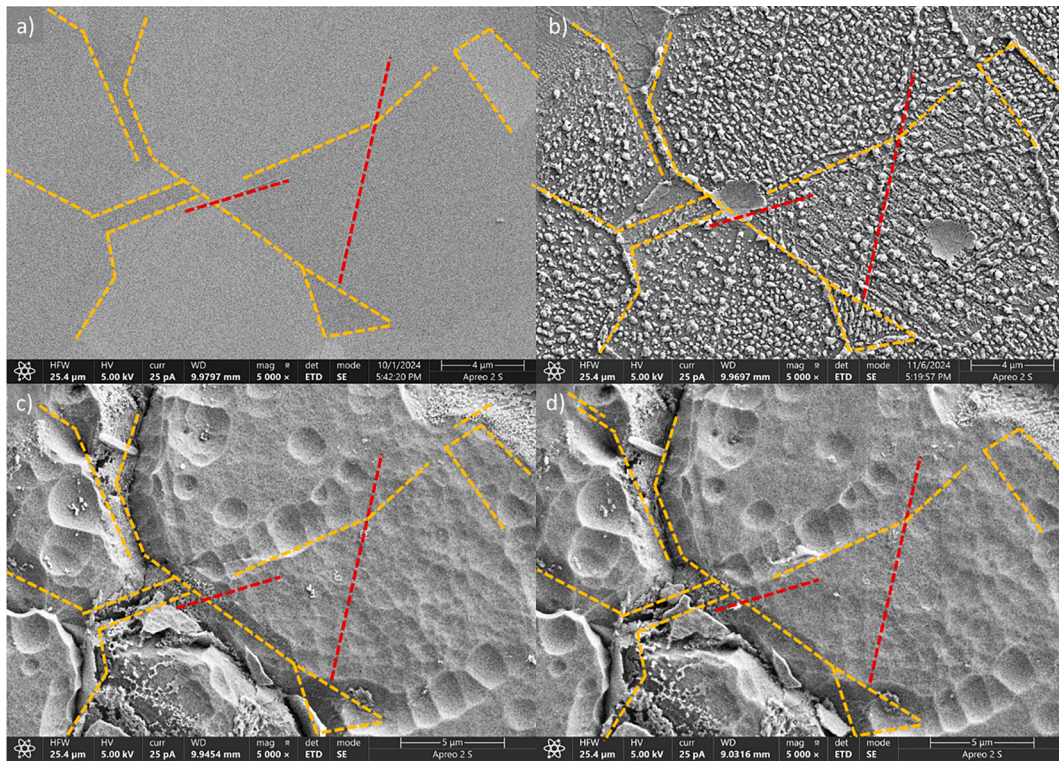 a)
HFW HV curr WD mag det mode 10/1/2024 4 µm
25.4 µm 5.00 kV 25 pA 9.9797 mm 5 000 × ETD SE 5:42:20 PM Apreo 2 S
b)
HFW HV curr WD mag det mode 11/6/2024 4 µm
25.4 µm 5.00 kV 25 pA 9.9697 mm 5 000 × ETD SE 5:19:57 PM Apreo 2 S
c)
HFW HV curr WD mag det mode 5 µm
25.4 µm 5.00 kV 25 pA 9.9454 mm 5 000 × ETD SE Apreo 2 S
d)
HFW HV curr WD mag det mode 5 µm
25.4 µm 5.00 kV 25 pA 9.0316 mm 5 000 × ETD SE Apreo 2 S